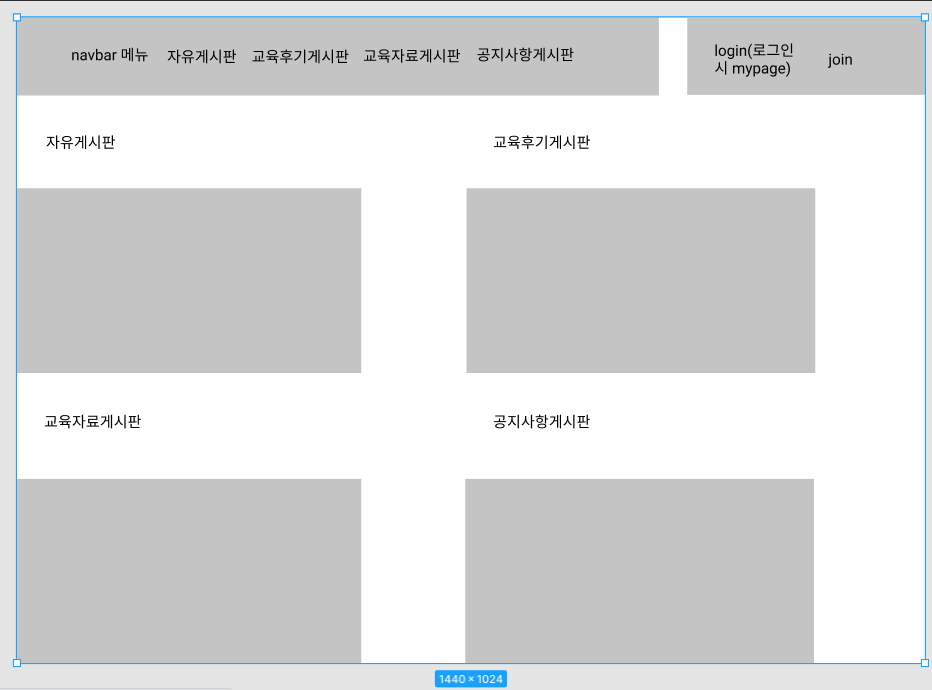 navbar 메뉴 자유게시판 교육후기게시판 교육자료게시판 공지사항게시판
login(로그인
시 mypage)
join
자유게시판
교육후기게시판
교육자료게시판
공지사항게시판
1440 × 1024